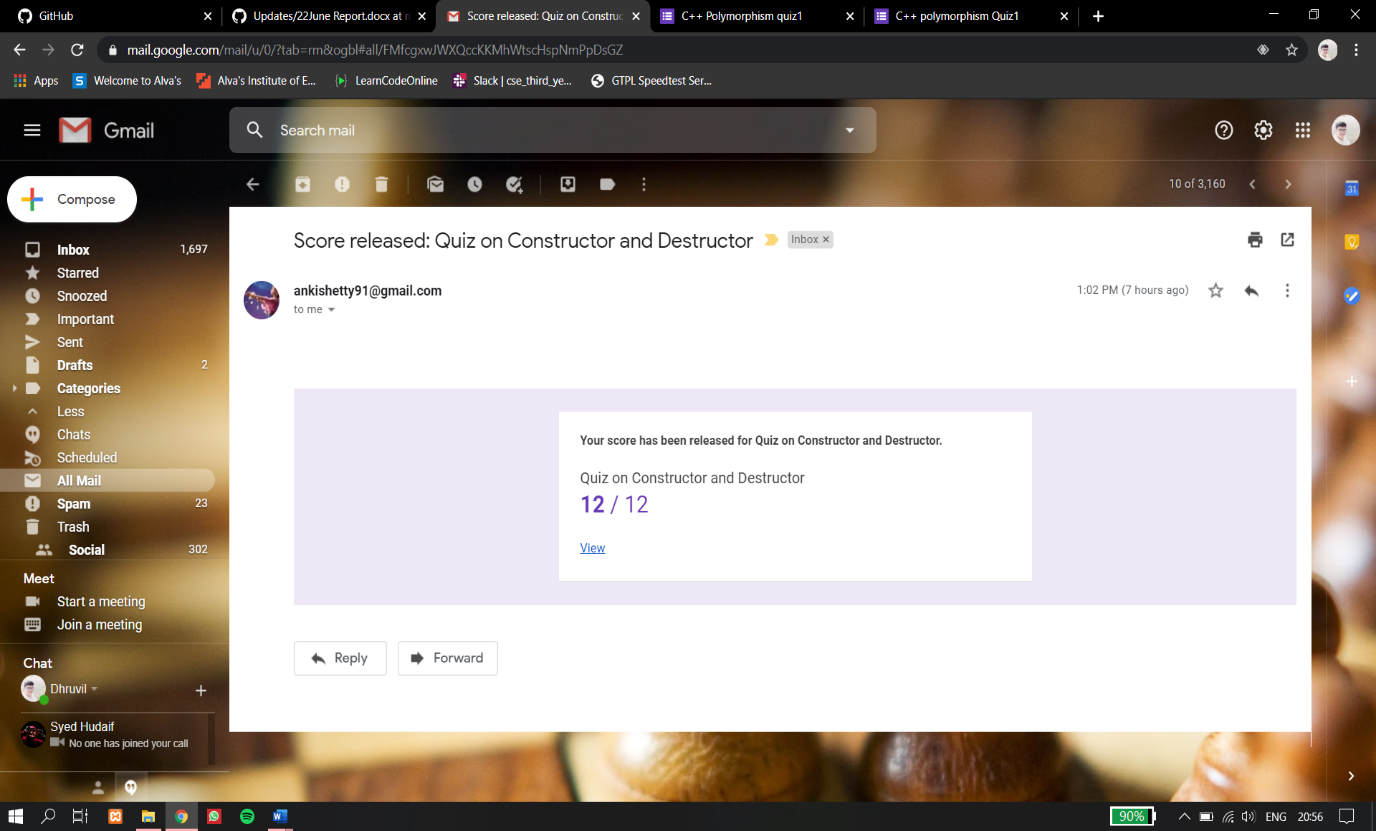 GitHub
Updates/22June Report.docx at
Score released: Quiz on Construc
C++ Polymorphism quiz1
C++ polymorphism Quiz1
mail.google.com/mail/u/0/?tab=rm&ogbl#all/FMfcgxwJWXQccKKMhWtscHspNmPpDsGZ
Apps
Welcome to Alva's
Alva's Institute of E...
LearnCodeOnline
Slack | cse_third_ye...
GTPL Speedtest Ser...
Gmail
Search mail
Compose
10 of 3,160
31
Inbox 1,697
Starred
Snoozed
Important
Sent
Drafts 2
Categories
Less
Chats
Scheduled
All Mail
Spam 23
Trash
Social 302
Meet
Start a meeting
Join a meeting
Chat
Dhruvil
Syed Hudaif
No one has joined your call
Score released: Quiz on Constructor and Destructor
Inbox x
ankishetty91@gmail.com
1:02 PM (7 hours ago)
to me
Your score has been released for Quiz on Constructor and Destructor.
Quiz on Constructor and Destructor
12 / 12
View
Reply
Forward
90%
ENG
20:56